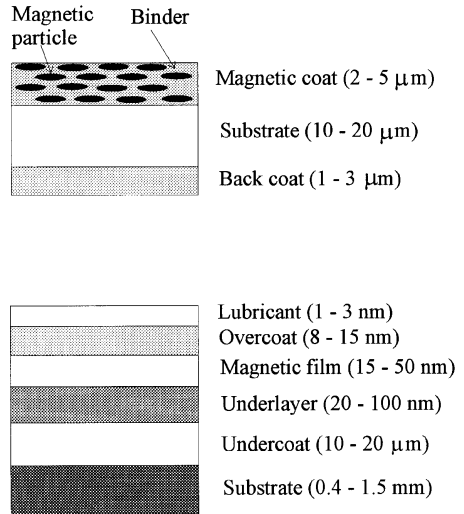 Magnetic
particle
Binder
Magnetic coat (2 - 5 μm)
Substrate (10 - 20 μm)
Back coat (1 - 3 μm)
Lubricant (1 - 3 nm)
Overcoat (8 - 15 nm)
Magnetic film (15 - 50 nm)
Underlayer (20 - 100 nm)
Undercoat (10 - 20 μm)
Substrate (0.4 - 1.5 mm)